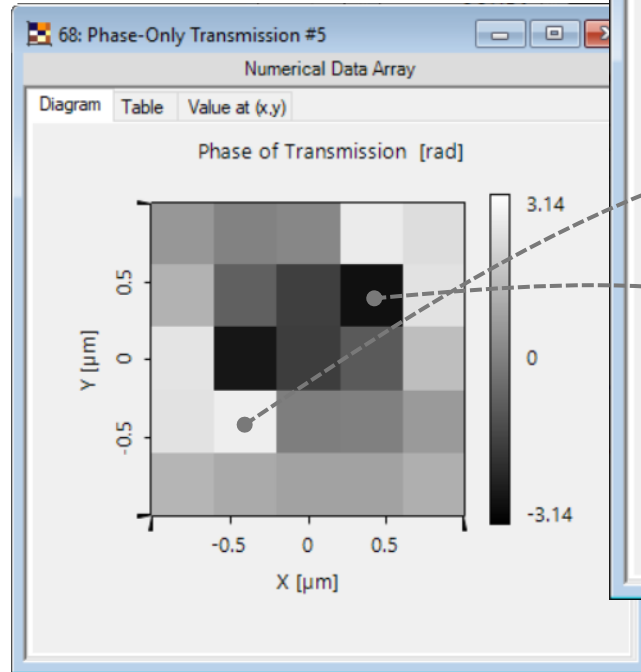 68: Phase-Only Transmission #5
Numerical Data Array
Diagram Table Value at (x,y)
Phase of Transmission [rad]
3.14
0.5
Y [µm]
0
0
-0.5
-3.14
-0.5 0 0.5
X [µm]